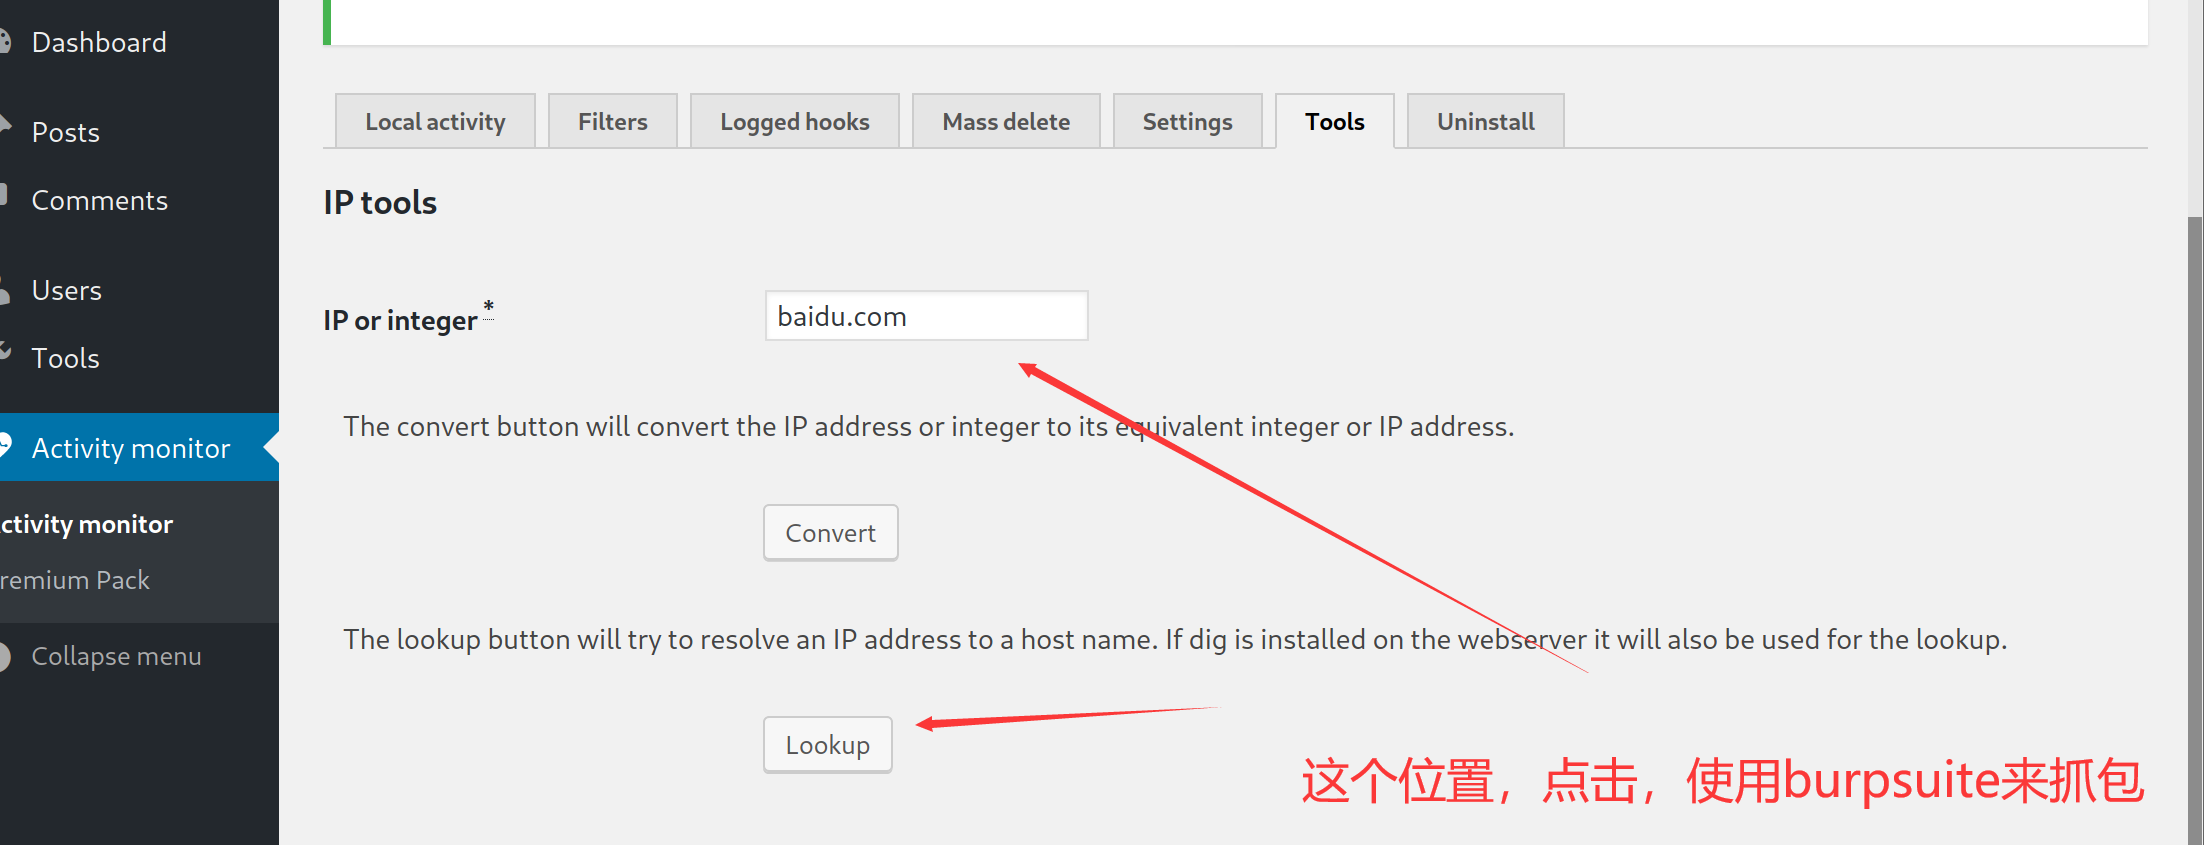 Dashboard
Posts
Comments
Users
Tools
Activity monitor
ctivity monitor
remium Pack
Collapse menu
Local activity
Filters
Logged hooks
Mass delete
Settings
Tools
Uninstall
IP tools
IP or integer *
baidu.com
The convert button will convert the IP address or integer to its equivalent integer or IP address.
Convert
The lookup button will try to resolve an IP address to a host name. If dig is installed on the webserver it will also be used for the lookup.
Lookup
这个位置，点击，使用burpsuite来抓包